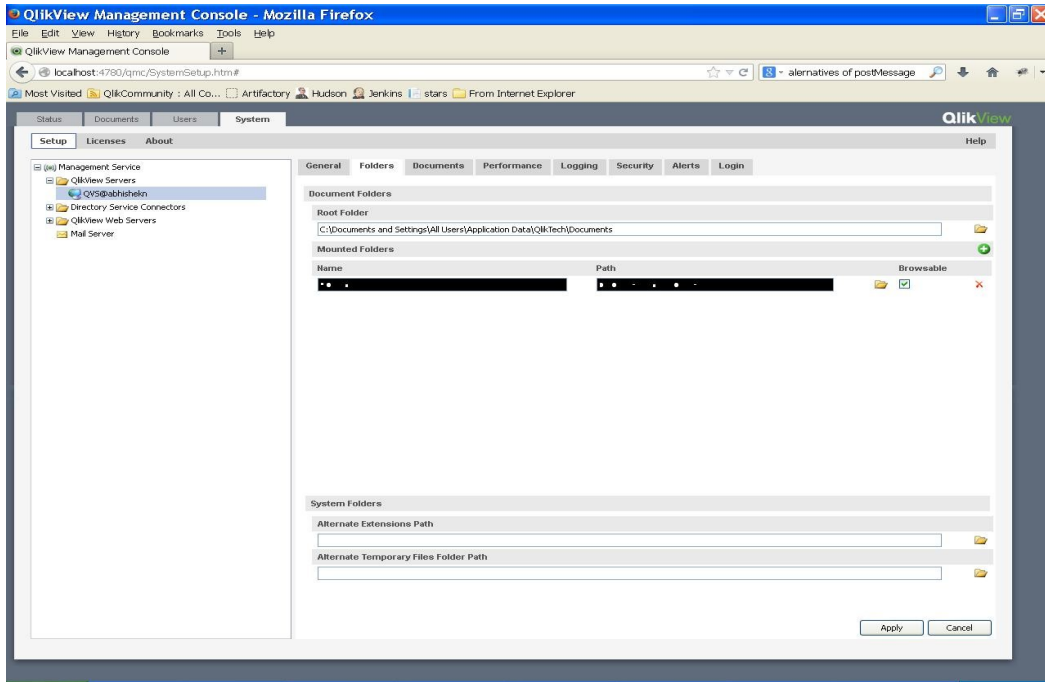 QlikView Management Console - Mozilla Firefox
File Edit View History Bookmarks Tools Help
QlikView Management Console +
localhost:4780/qmc/SystemSetup.htm# 8 alernatives of postMessage
Most Visited QlikCommunity : All Co... Artifactory Hudson Jenkins stars From Internet Explorer
Status Documents Users System QlikView
Setup Licenses About Help
Management Service
QlikView Servers
QVS@abhishekn
Directory Service Connectors
QlikView Web Servers
Mail Server
General Folders Documents Performance Logging Security Alerts Login
Document Folders
Root Folder
C:\Documents and Settings\All Users\Application Data\QlikTech\Documents
Mounted Folders
Name Path Browsable
System Folders
Alternate Extensions Path
Alternate Temporary Files Folder Path
Apply Cancel